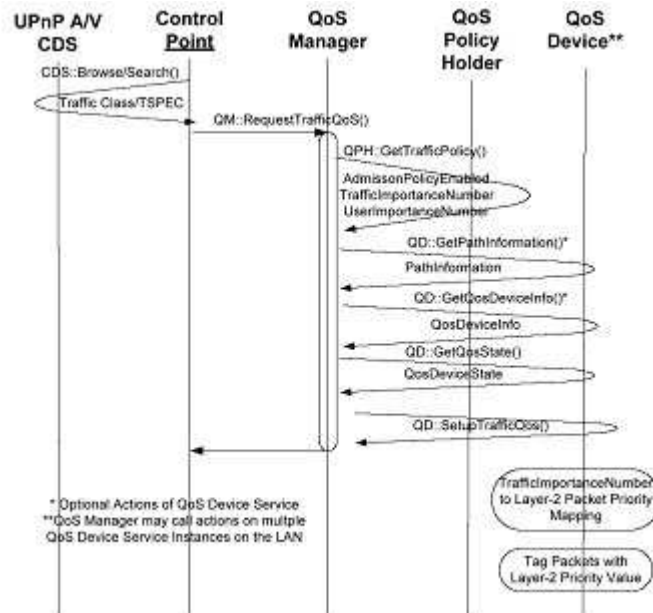 UPnP A/V
CDS
Control
Point
QoS
Manager
QoS
Policy
Holder
QoS
Device**
CDS::Browse/Search()
Traffic Class/TSPEC
QM::RequestTrafficQoS()
QPH::GetTrafficPolicy()
AdmissonPolicyEnabled
TrafficImportanceNumber
UserImportanceNumber
QD::GetPathInformation()*
PathInformation
QD::GetQosDeviceInfo()*
QosDeviceInfo
QD::GetQosState()
QosDeviceState
QD::SetupTrafficQos()
TrafficImportanceNumber
to Layer-2 Packet Priority
Mapping
* Optional Actions of QoS Device Service
**QoS Manager may call actions on multple
QoS Device Service Instances on the LAN
Tag Packets with
Layer-2 Priority Value